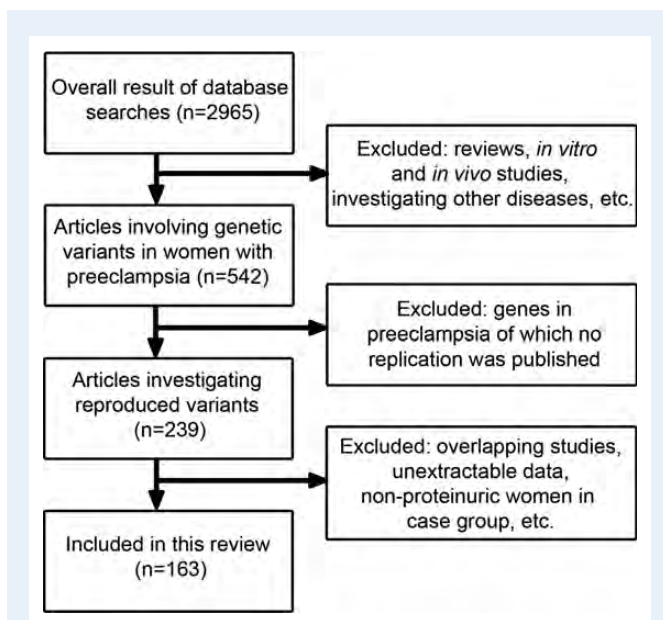 Overall result of database
searches (n=2965)
Excluded: reviews, in vitro
and in vivo studies,
investigating other diseases, etc.
Articles involving genetic
variants in women with
preeclampsia (n=542)
Excluded: genes in
preeclampsia of which no
replication was published
Articles investigating
reproduced variants
(n=239)
Excluded: overlapping studies,
unextractable data,
non-proteinuric women in
case group, etc.
Included in this review
(n=163)